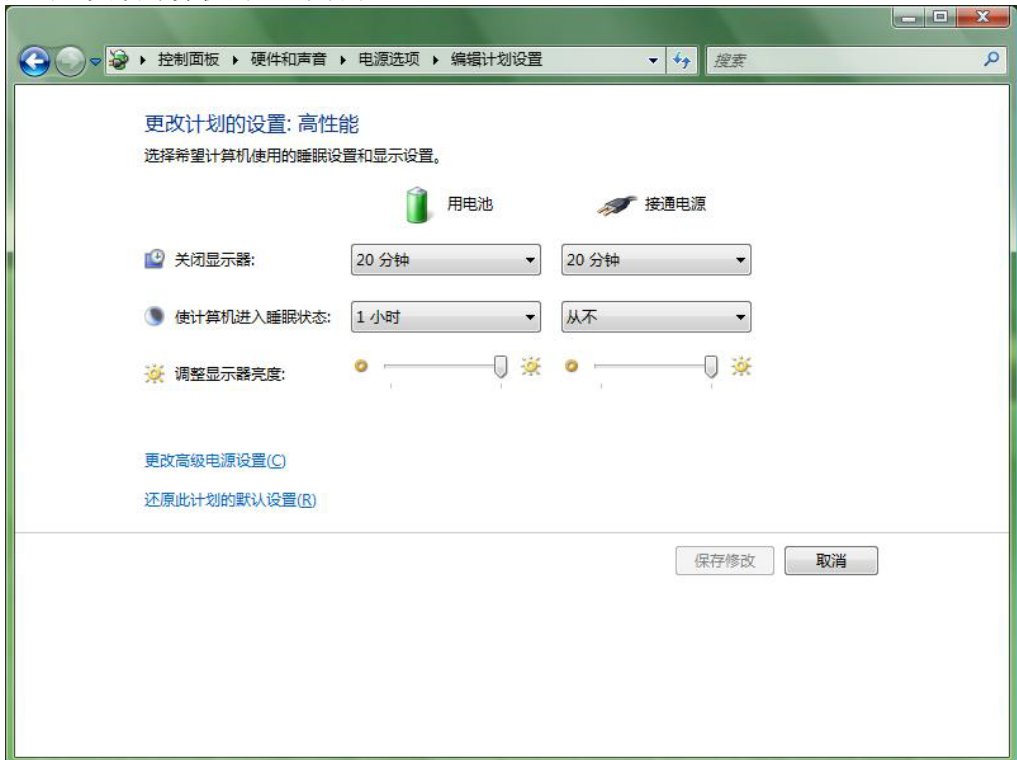 控制面板 ▸ 硬件和声音 ▸ 电源选项 ▸ 编辑计划设置
搜索
更改计划的设置: 高性能
选择希望计算机使用的睡眠设置和显示设置。
用电池 接通电源
关闭显示器: 20 分钟 20 分钟
使计算机进入睡眠状态: 1 小时 从不
调整显示器亮度:
更改高级电源设置(C)
还原此计划的默认设置(R)
保存修改 取消